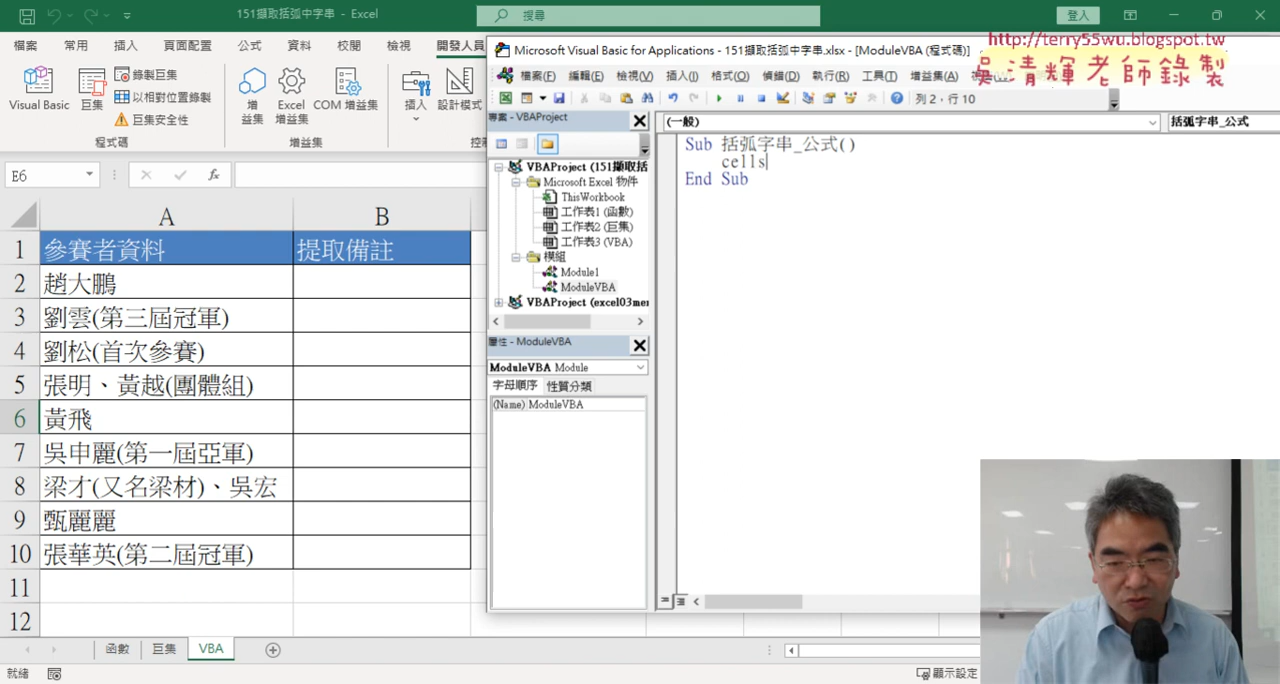 151擷取括弧中字串 - Excel
搜尋
登入
檔案 常用 插入 頁面配置 公式 資料 校閱 檢視 開發人員
Visual Basic
巨集
錄製巨集
以相對位置錄製
巨集安全性
程式碼
增益集
Excel 增益集
COM 增益集
增益集
插入
設計模式
E6
fx
A B
1 參賽者資料 提取備註
2 趙大鵬
3 劉雲(第三屆冠軍)
4 劉松(首次參賽)
5 張明、黃越(團體組)
6 黃飛
7 吳申麗(第一屆亞軍)
8 梁才(又名梁材)、吳宏
9 甄麗麗
10 張華英(第二屆冠軍)
11
12
函數 巨集 VBA
就緒
顯示設定
Microsoft Visual Basic for Applications - 151擷取括弧中字串.xlsx - [ModuleVBA (程式碼)]
檔案(F) 編輯(E) 檢視(V) 插入(I) 格式(O) 偵錯(D) 執行(R) 工具(T) 增益集(A)
列 2，行 10
專案 - VBAProject
VBAProject (151擷取括
Microsoft Excel 物件
ThisWorkbook
工作表1 (函數)
工作表2 (巨集)
工作表3 (VBA)
模組
Module1
ModuleVBA
VBAProject (excel03mer
屬性 - ModuleVBA
ModuleVBA Module
字母順序 性質分類
(Name) ModuleVBA
(一般)
括弧字串_公式
Sub 括弧字串_公式()
cells
End Sub
http://terry55wu.blogspot.tw
吳清輝老師錄製